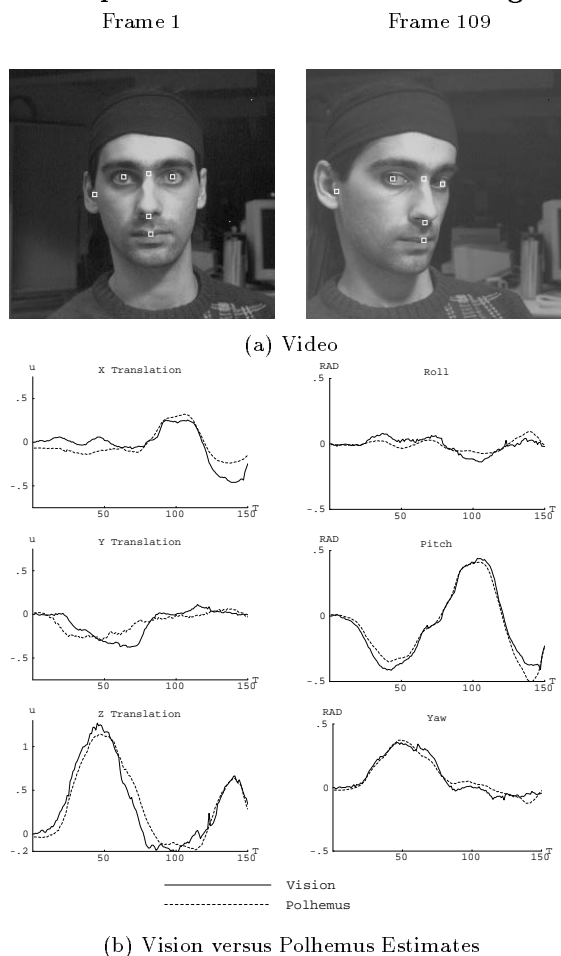 Frame 1
Frame 109
(a) Video
u
X Translation
.5
0
-.5
50
100
150
T
RAD
Roll
.5
0
-.5
50
100
150
T
u
Y Translation
.5
0
-.5
50
100
150
T
RAD
Pitch
.5
0
-.5
50
100
150
T
u
Z Translation
1
.5
0
-.2
50
100
150
T
RAD
Yaw
.5
0
-.5
50
100
150
T
Vision
Polhemus
(b) Vision versus Polhemus Estimates